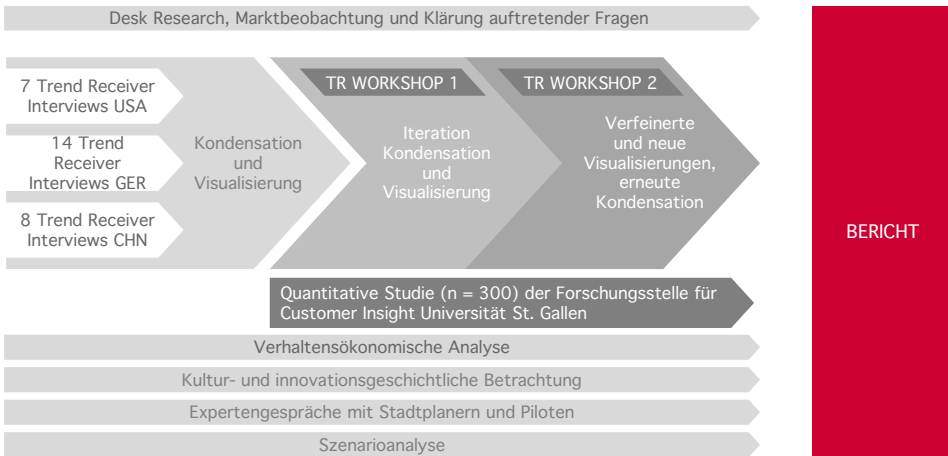 Desk Research, Marktbeobachtung und Klärung auftretender Fragen
7 Trend Receiver
Interviews USA
14 Trend
Receiver
Interviews GER
8 Trend Receiver
Interviews CHN
Kondensation
und
Visualisierung
TR WORKSHOP 1
Iteration
Kondensation
und
Visualisierung
TR WORKSHOP 2
Verfeinerte
und neue
Visualisierungen,
erneute
Kondensation
Quantitative Studie (n = 300) der Forschungsstelle für
Customer Insight Universität St. Gallen
Verhaltensökonomische Analyse
Kultur- und innovationsgeschichtliche Betrachtung
Expertengespräche mit Stadtplanern und Piloten
Szenarioanalyse
BERICHT